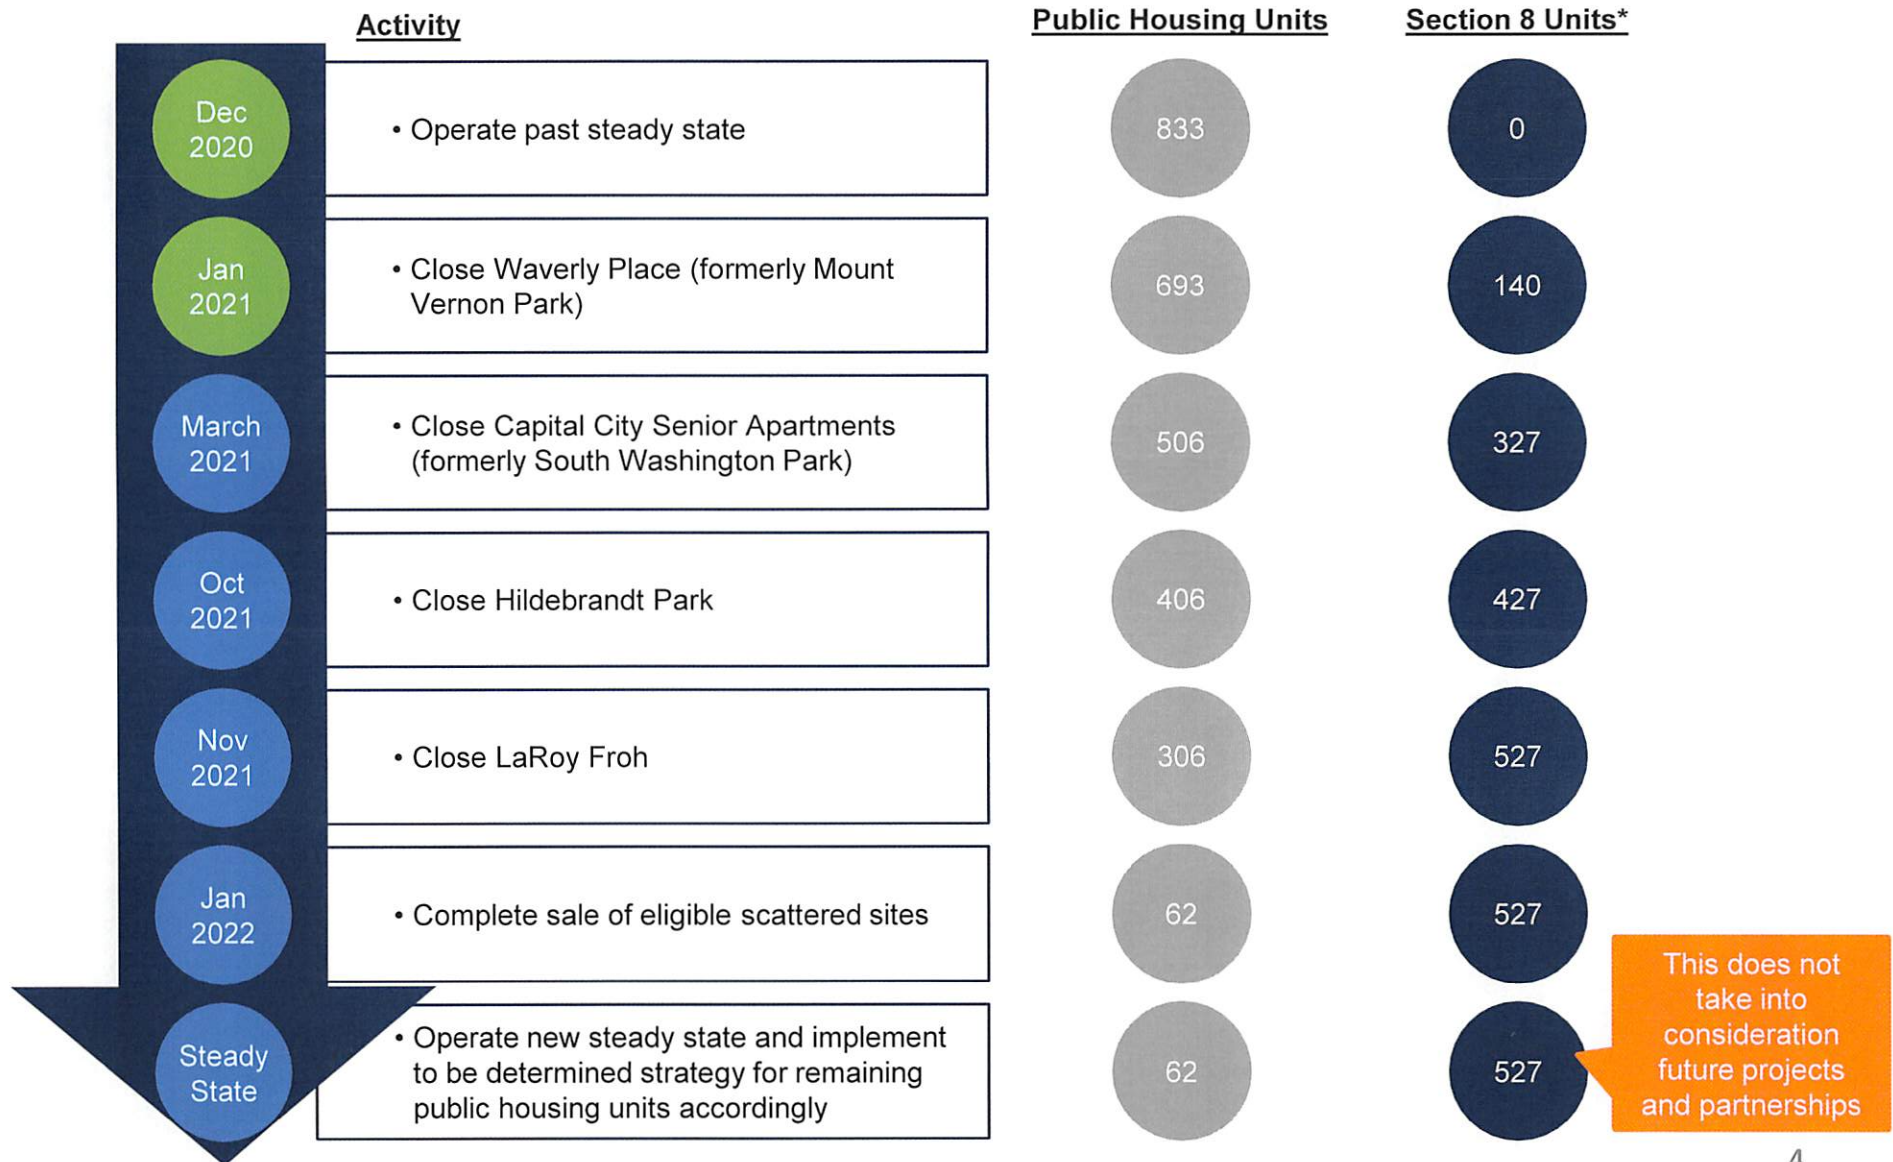 Activity
Public Housing Units
Section 8 Units*
Dec
2020
• Operate past steady state
833
0
Jan
2021
• Close Waverly Place (formerly Mount
Vernon Park)
693
140
March
2021
• Close Capital City Senior Apartments
(formerly South Washington Park)
506
327
Oct
2021
• Close Hildebrandt Park
406
427
Nov
2021
• Close LaRoy Froh
306
527
Jan
2022
• Complete sale of eligible scattered sites
62
527
Steady
State
• Operate new steady state and implement
to be determined strategy for remaining
public housing units accordingly
62
527
This does not
take into
consideration
future projects
and partnerships
4